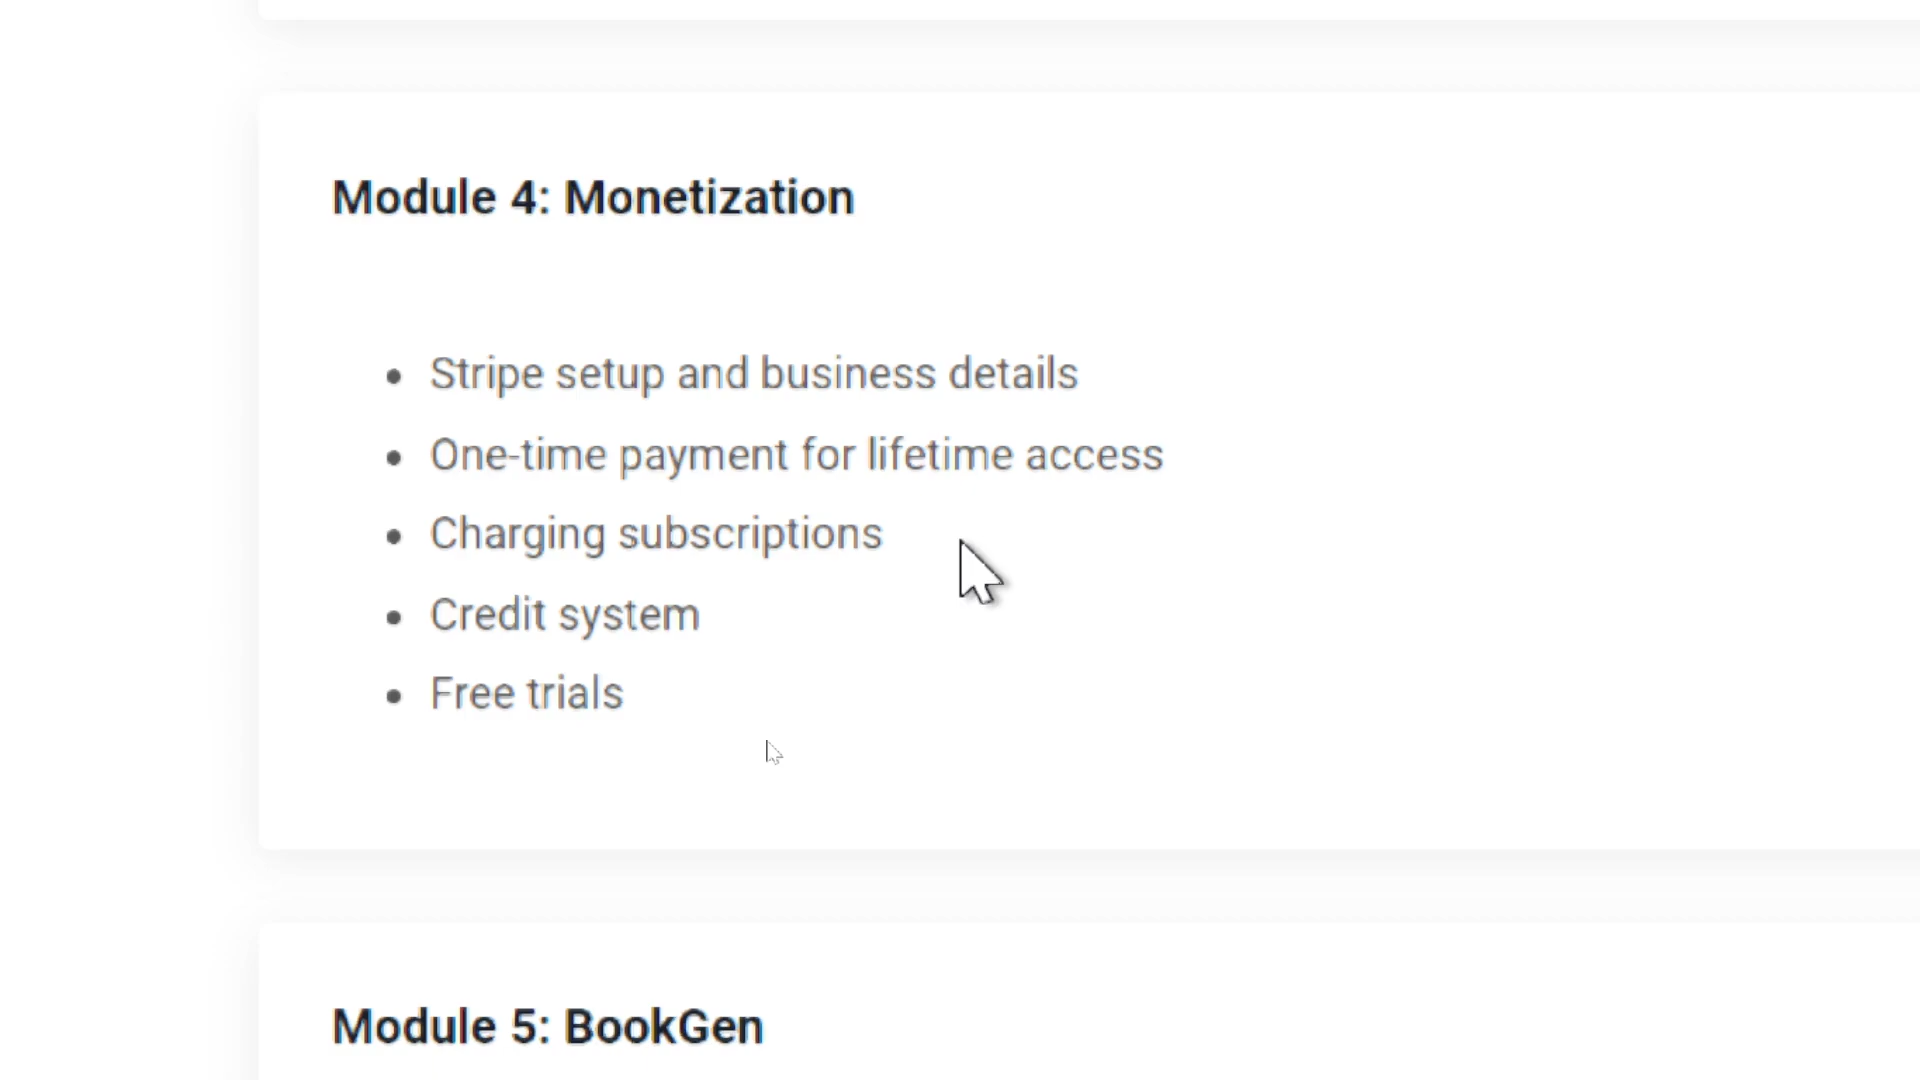 Module 4: Monetization
Stripe setup and business details
One-time payment for lifetime access
Charging subscriptions
Credit system
Free trials
Module 5: BookGen